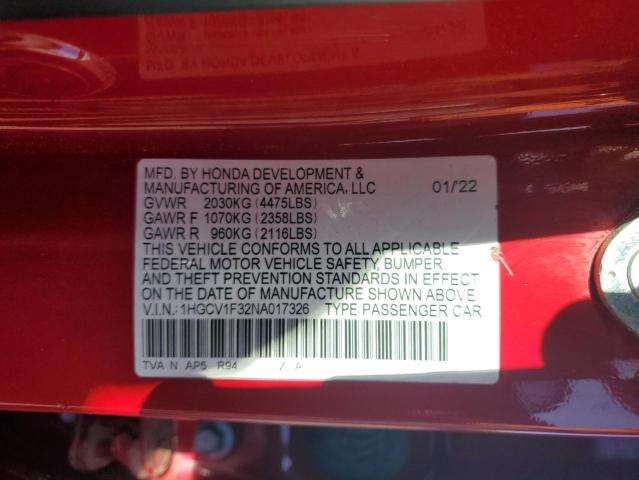 MFD. BY HONDA DEVELOPMENT &
MANUFACTURING OF AMERICA, LLC 01/22
GVWR 2030KG (4475LBS)
GAWR F 1070KG (2358LBS)
GAWR R 960KG (2116LBS)
THIS VEHICLE CONFORMS TO ALL APPLICABLE
FEDERAL MOTOR VEHICLE SAFETY, BUMPER,
AND THEFT PREVENTION STANDARDS IN EFFECT
ON THE DATE OF MANUFACTURE SHOWN ABOVE.
V.I.N.: 1HGCV1F32NA017326 TYPE:PASSENGER CAR
TVA N AP5 R94 A